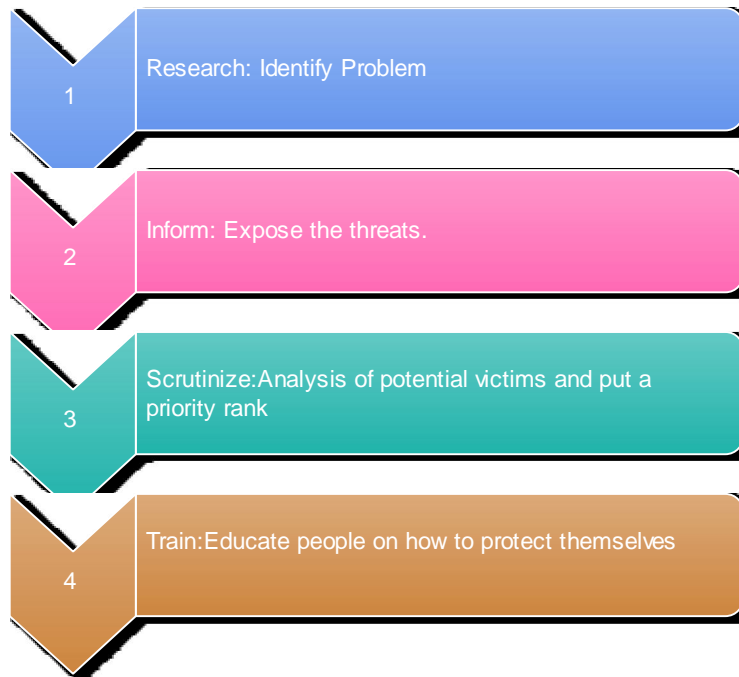 1
Research: Identify Problem
2
Inform: Expose the threats.
3
Scrutinize:Analysis of potential victims and put a
priority rank
4
Train:Educate people on how to protect themselves